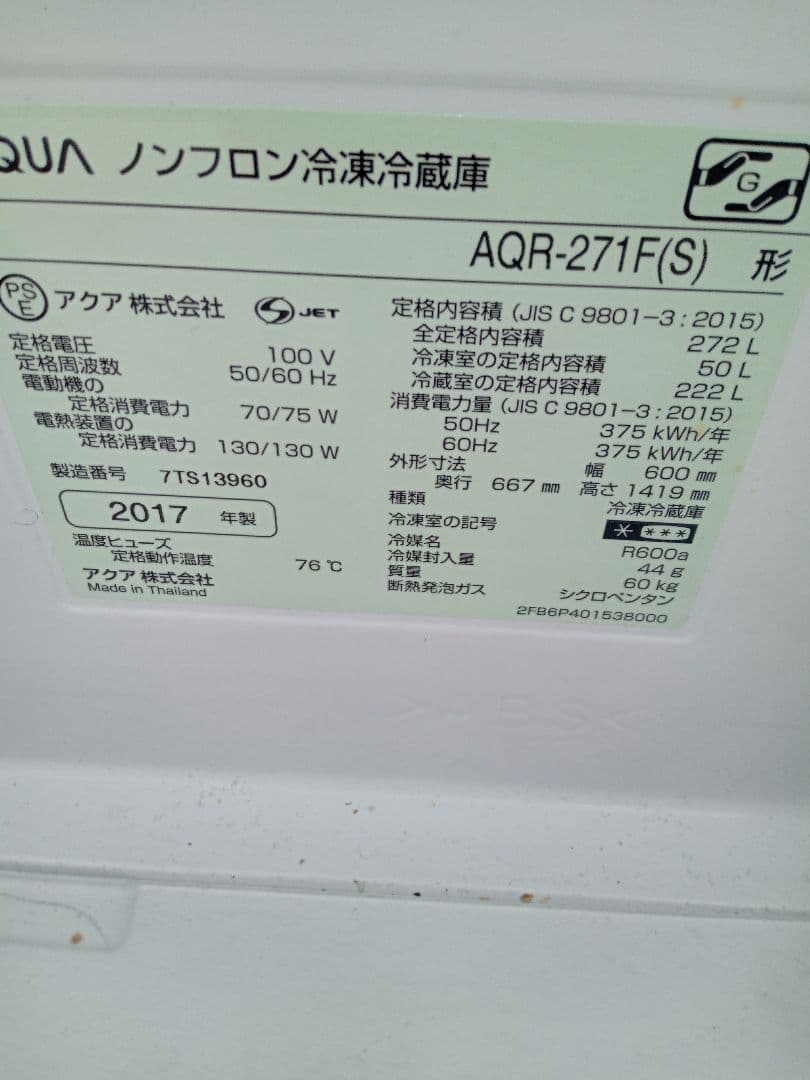 QUA ノンフロン冷凍冷蔵庫
G
AQR-271F(S) 形
PSE アクア 株式会社 S JET
定格電圧 100 V
定格周波数 50/60 Hz
電動機の
定格消費電力 70/75 W
電熱装置の
定格消費電力 130/130 W
製造番号 7TS13960
2017 年製
温度ヒューズ
定格動作温度 76 ℃
アクア 株式会社
Made in Thailand
定格内容積 (JIS C 9801-3 : 2015)
全定格内容積 272 L
冷凍室の定格内容積 50 L
冷蔵室の定格内容積 222 L
消費電力量 (JIS C 9801-3 : 2015)
50Hz 375 kWh/年
60Hz 375 kWh/年
外形寸法 幅 600 ㎜
奥行 667 ㎜ 高さ 1419 ㎜
種類 冷凍冷蔵庫
冷凍室の記号 * ***
冷媒名 R600a
冷媒封入量 44 g
質量 60 kg
断熱発泡ガス シクロペンタン
2FB6P401538000
>ABS<